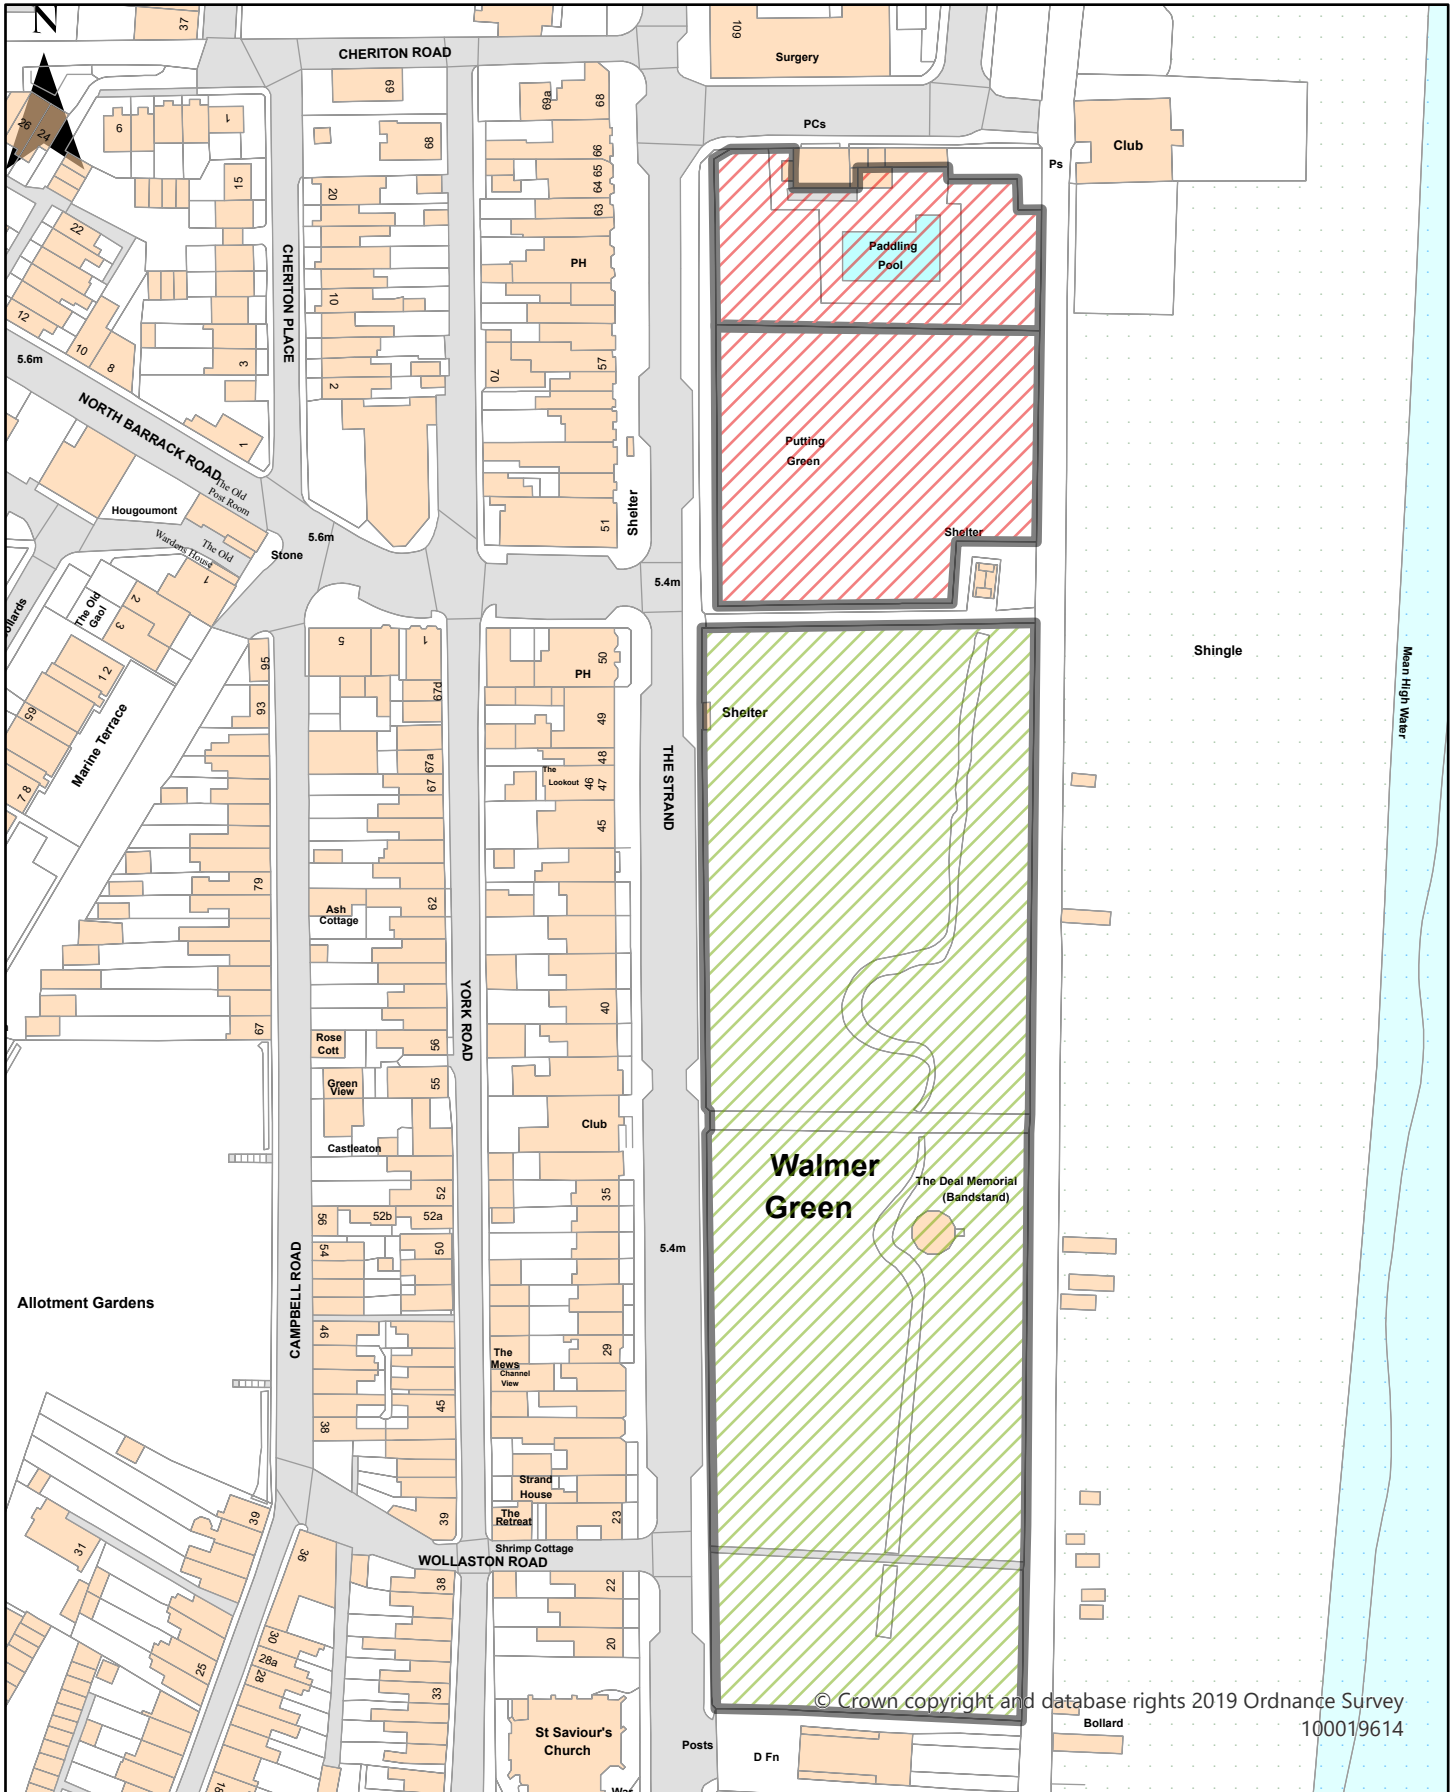 N
37
CHERITON ROAD
109
Surgery
69
69a
68
26
24
9
1
68
66
PCs
Club
Ps
15
20
65
64
63
22
CHERITON PLACE
PH
Paddling
Pool
12
10
10
8
3
2
70
57
5.6m
NORTH BARRACK ROAD
Putting
Green
The Old
Post Room
Hougoumont
The Old
Wardens House
Stone
5.6m
51
Shelter
Shelter
5.4m
1
2
3
The Old
Gaol
5
1
50
PH
Shingle
Mean High Water
95
93
67d
49
Shelter
1 2
65
Marine Terrace
7 8
67a
67
48
The
Lookout
46
47
45
THE STRAND
79
Ash
Cottage
62
67
YORK ROAD
40
Rose
Cott
56
Green
View
55
Club
Castleaton
Walmer
Green
The Deal Memorial
(Bandstand)
52
35
56
52b
52a
54
50
5.4m
CAMPBELL ROAD
Allotment Gardens
46
29
The
Mews
Channel
View
45
38
Strand
House
39
39
The
Retreat
23
31
36
Shrimp Cottage
WOLLASTON ROAD
38
22
30
28a
28
25
20
33
St Saviour's
Church
© Crown copyright and database rights 2019 Ordnance Survey
100019614
Bollard
Posts
D Fn